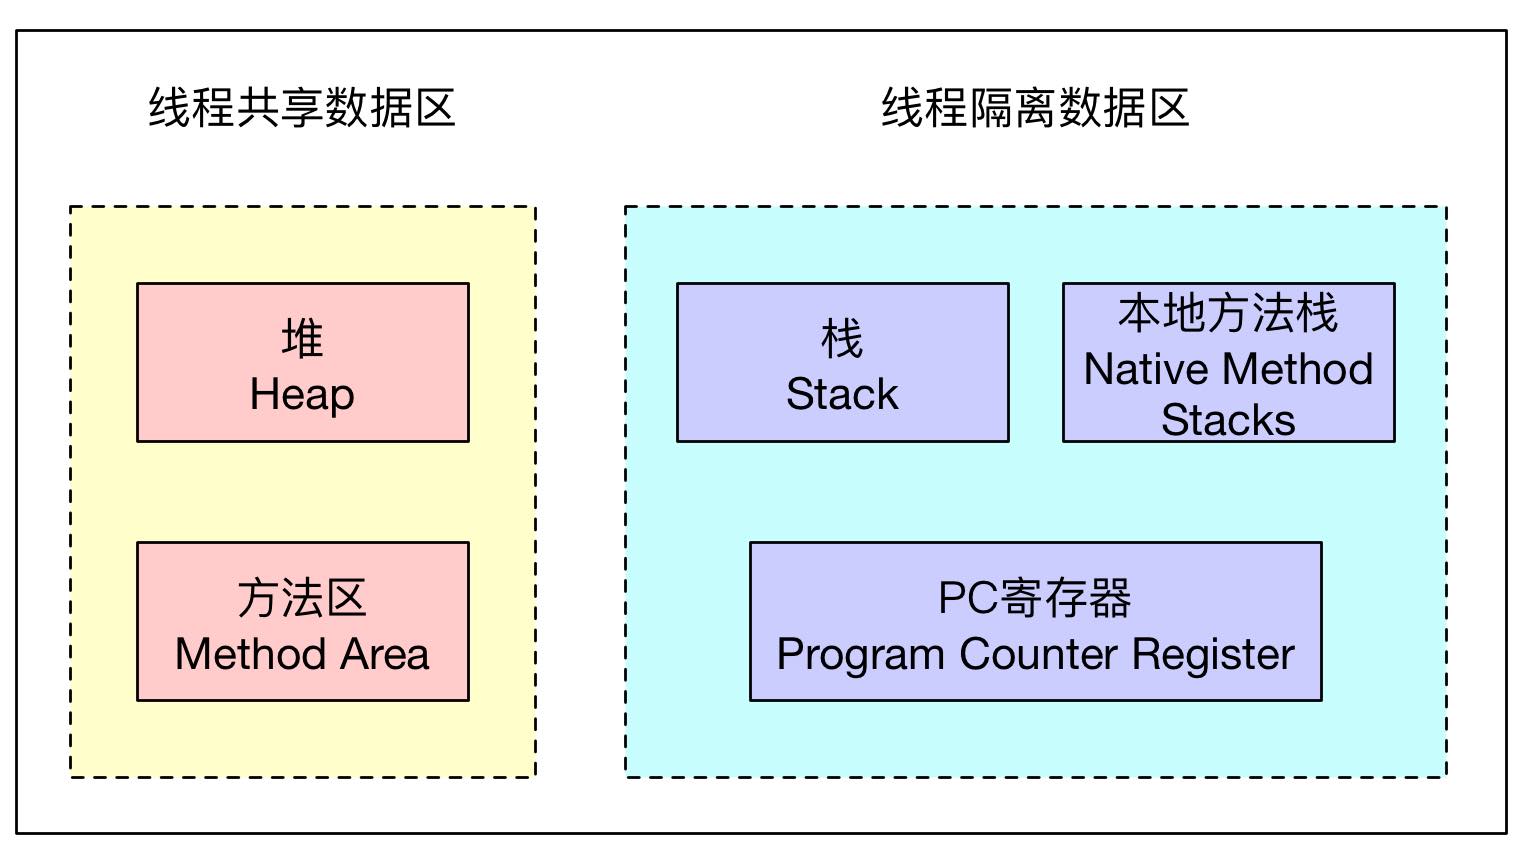 线程共享数据区
线程隔离数据区
堆
Heap
栈
Stack
本地方法栈
Native Method
Stacks
方法区
Method Area
PC寄存器
Program Counter Register